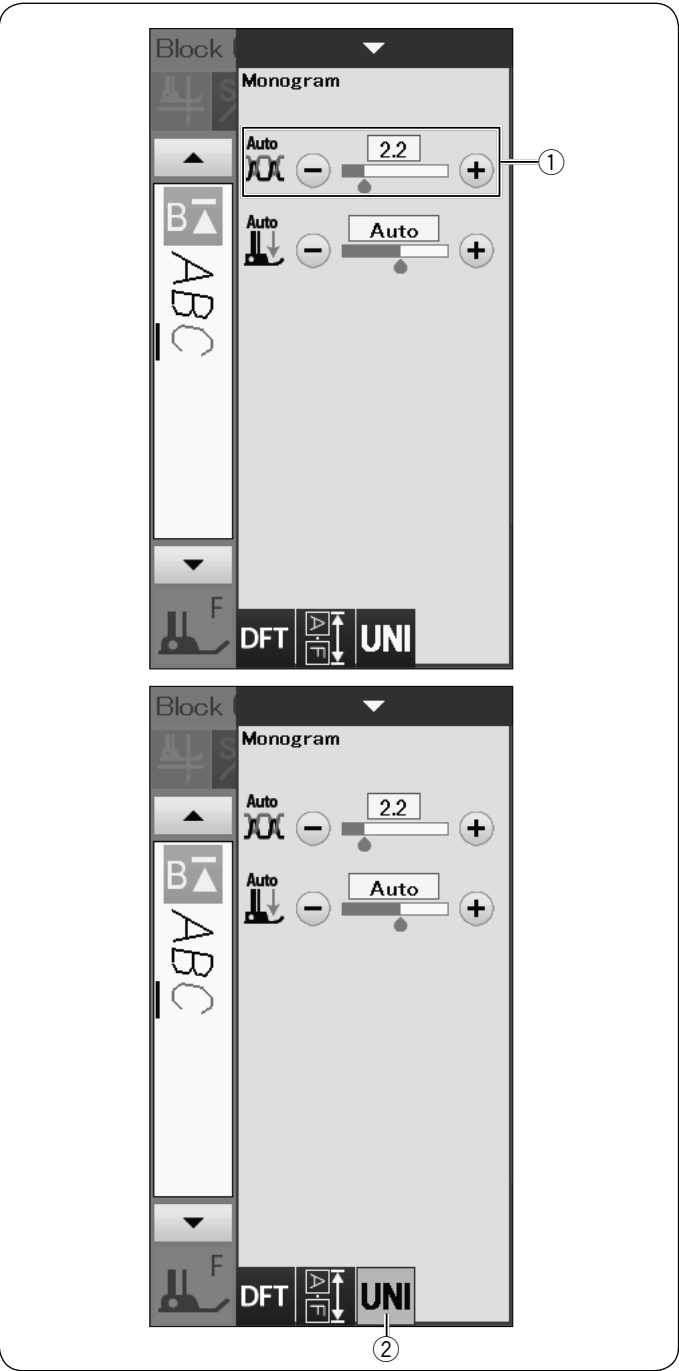 Block
Monogram
Auto
2.2
①
Auto
Auto
B
ABC
F
DFT
A·F
UNI
Block
Monogram
Auto
2.2
Auto
Auto
B
ABC
F
DFT
A·F
UNI
②